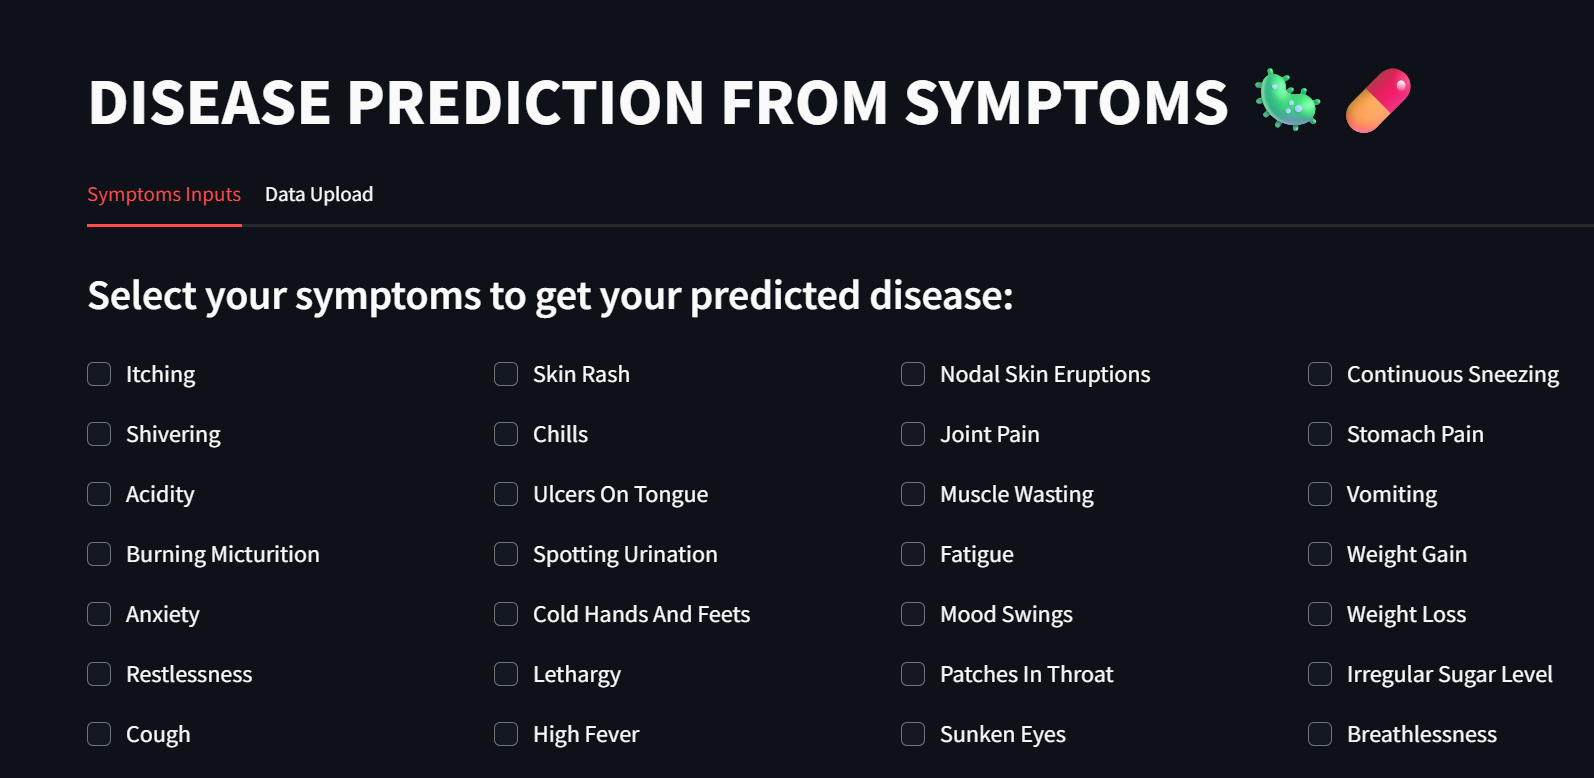 DISEASE PREDICTION FROM SYMPTOMS
Symptoms Inputs Data Upload
Select your symptoms to get your predicted disease:
Itching Skin Rash Nodal Skin Eruptions Continuous Sneezing
Shivering Chills Joint Pain Stomach Pain
Acidity Ulcers On Tongue Muscle Wasting Vomiting
Burning Micturition Spotting Urination Fatigue Weight Gain
Anxiety Cold Hands And Feets Mood Swings Weight Loss
Restlessness Lethargy Patches In Throat Irregular Sugar Level
Cough High Fever Sunken Eyes Breathlessness